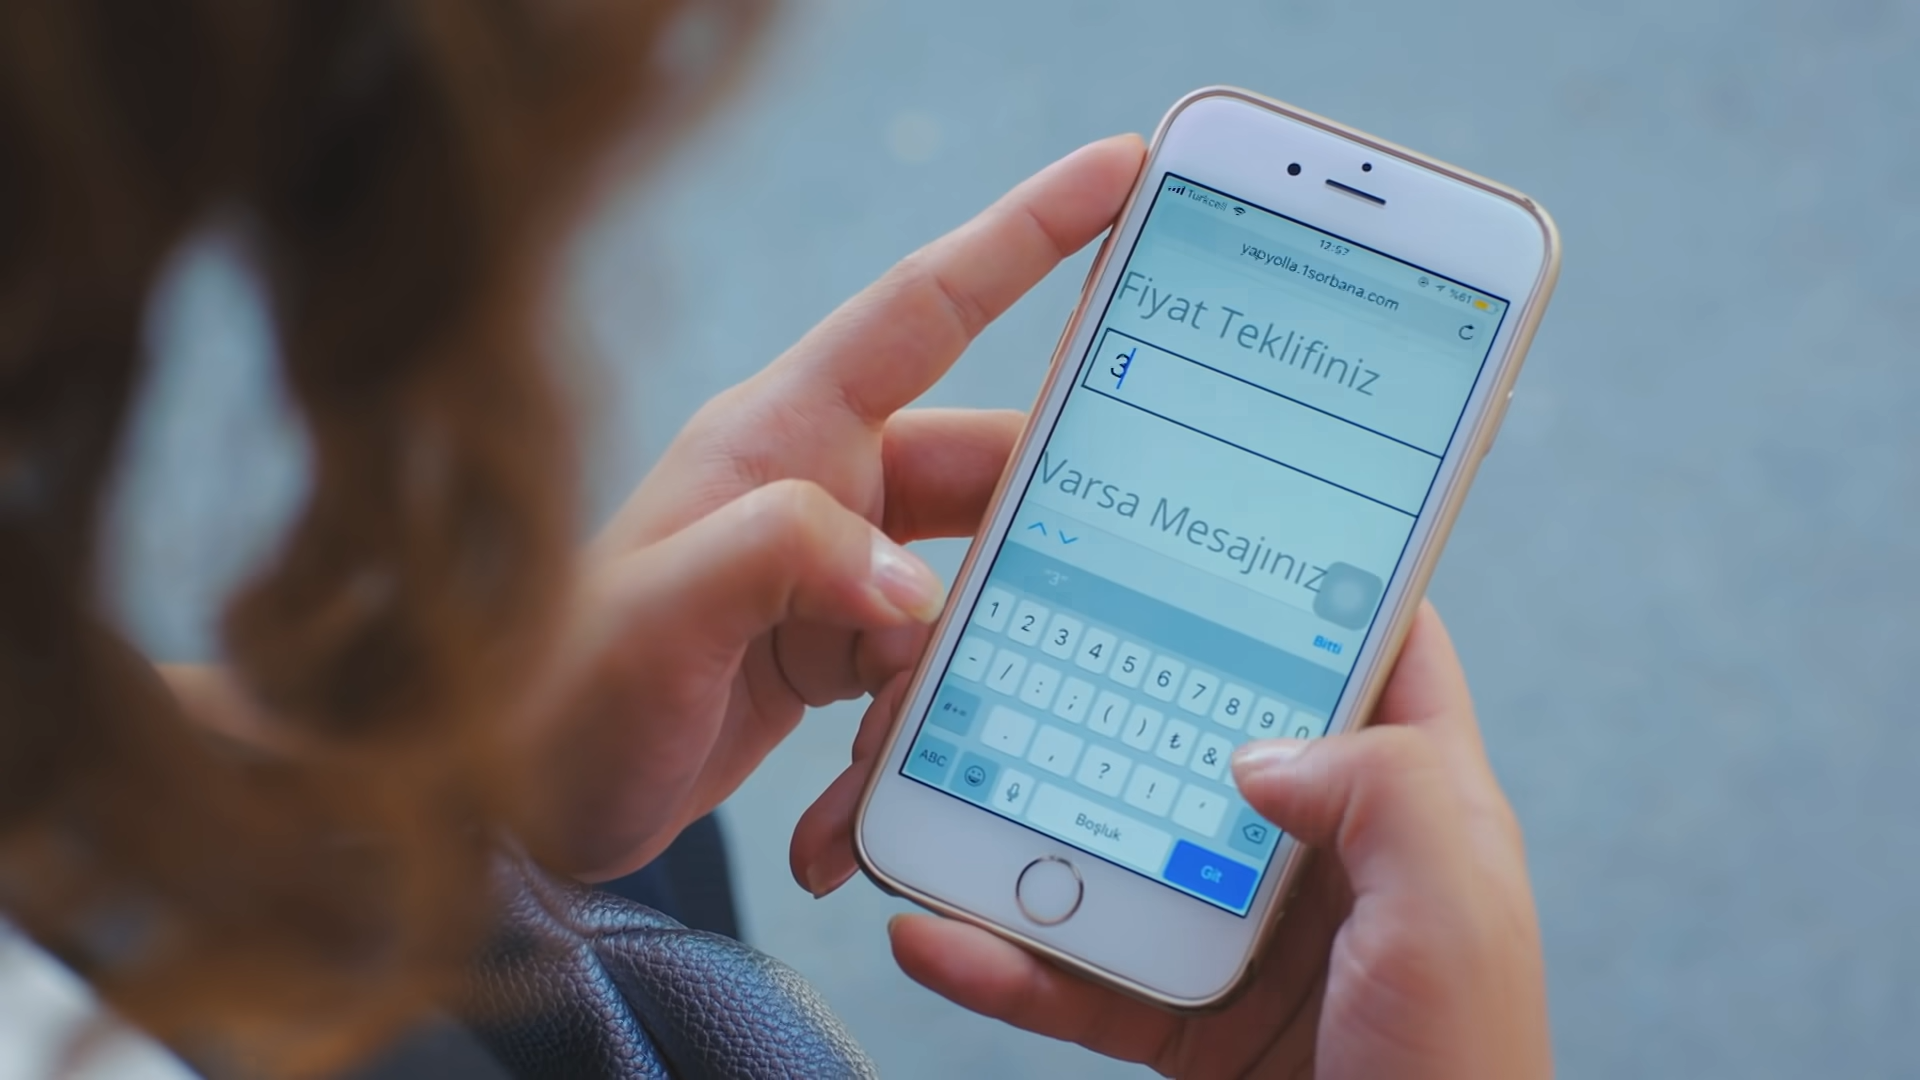 Turkcell
12:57
%61
yapyolla.1sorbana.com
Fiyat Teklifiniz
3
Varsa Mesajınız
Bitti
"3"
1 2 3 4 5 6 7 8 9 0
- / : ; ( ) ₺ &
#+= . , ? ! '
ABC Boşluk Git